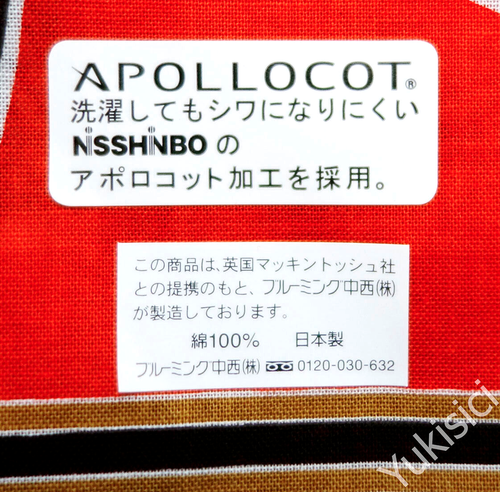 APOLLOCOT®
洗濯してもシワになりにくい
NISSHINBO の
アポロコット加工を採用。
この商品は、英国マッキントッシュ社
との提携のもと、ブルーミング中西(株)
が製造しております。
綿100% 日本製
ブルーミング中西(株) 0120-030-632
Yukisici